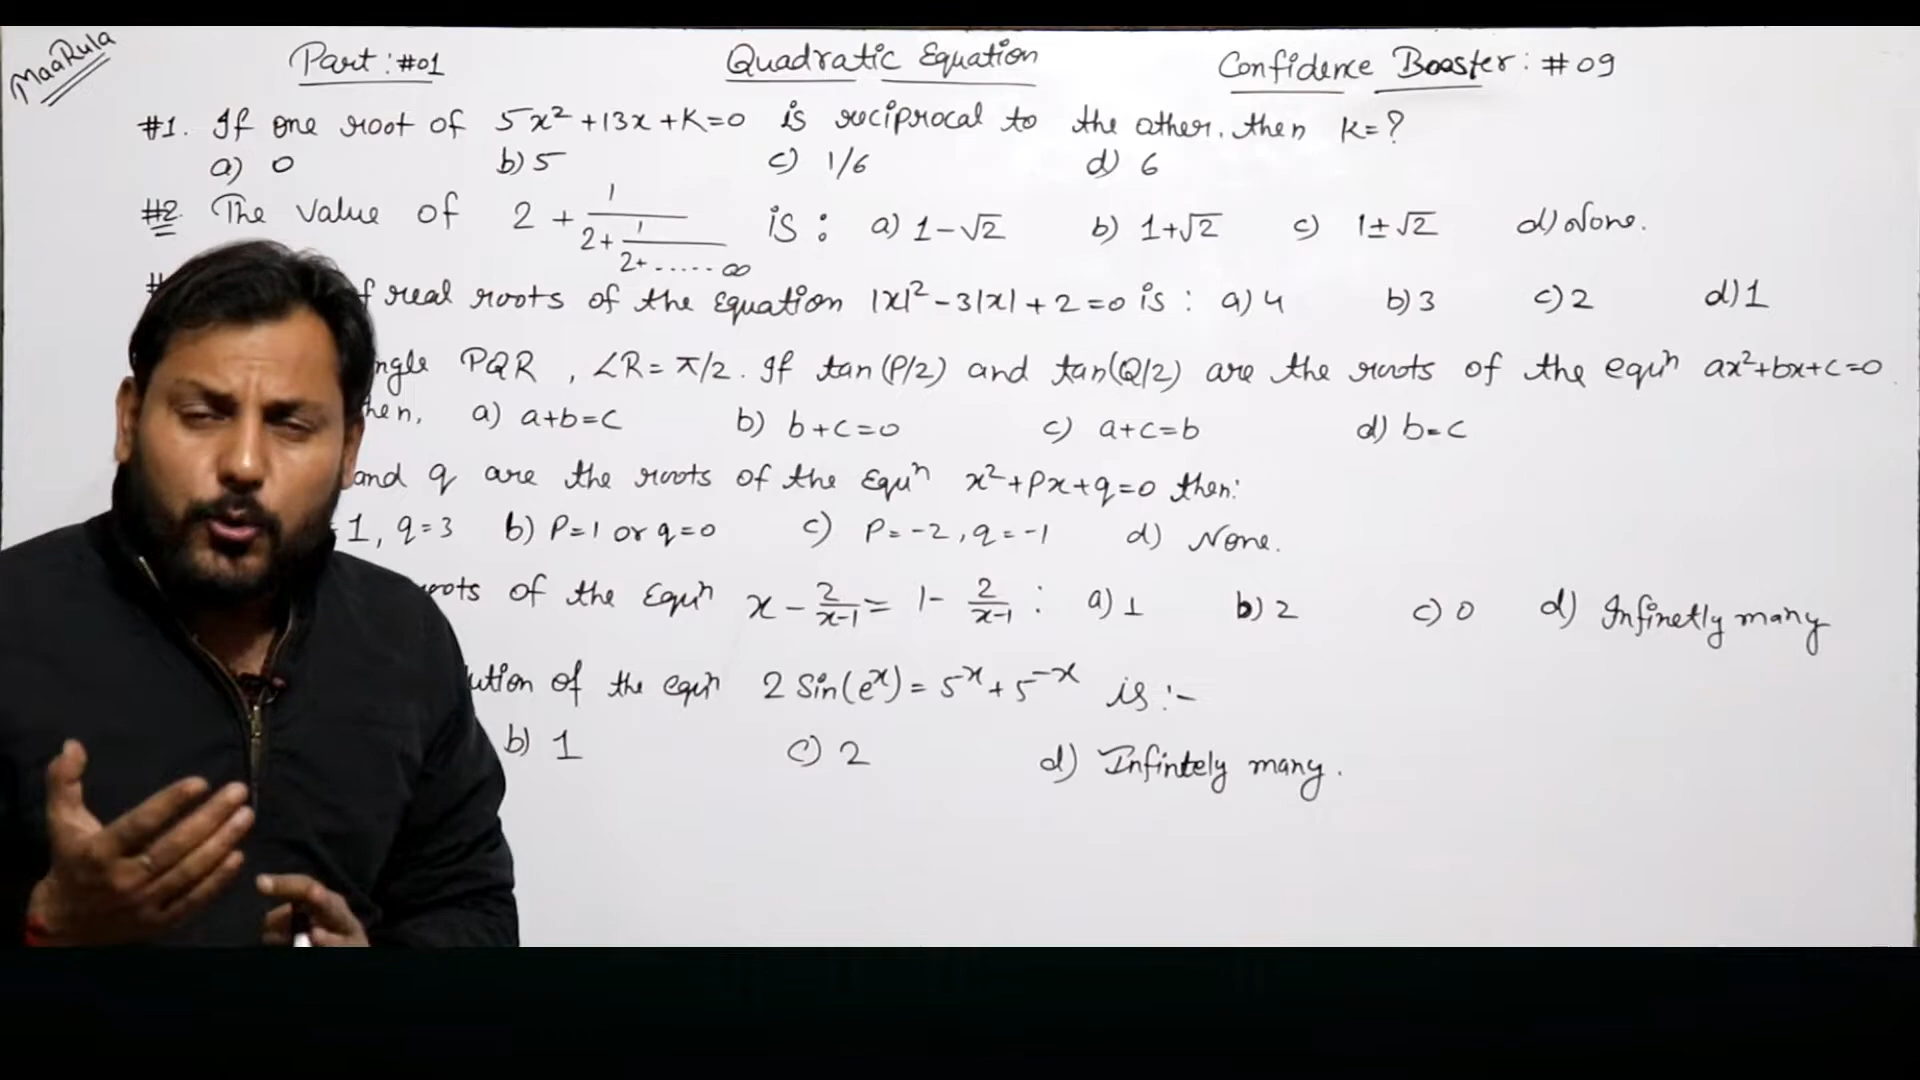 MaaRula
Part:#01 Quadratic Equation Confidence Booster: #09
#1. If one root of 5x²+13x+K=0 is reciprocal to the other. then K=?
a) 0 b) 5 c) 1/6 d) 6
#2 The value of 2 + 1/(2+ 1/(2+ ...... ∞)) is : a) 1-√2 b) 1+√2 c) 1±√2 d) None.
# f real roots of the equation |x|²-3|x|+2=0 is : a) 4 b) 3 c) 2 d) 1
ngle PQR , ∠R=π/2. If tan(P/2) and tan(Q/2) are the roots of the equⁿ ax²+bx+c=0
hen, a) a+b=c b) b+c=0 c) a+c=b d) b=c
and q are the roots of the Equⁿ x²+px+q=0 then:
1, q=3 b) P=1 or q=0 c) P=-2, q=-1 d) None.
roots of the Equⁿ x - 2/(x-1) = 1 - 2/(x-1) : a) 1 b) 2 c) 0 d) Infinetly many
ution of the equⁿ 2 Sin(eˣ) = 5ˣ+5⁻ˣ is :-
b) 1 c) 2 d) Infintely many.